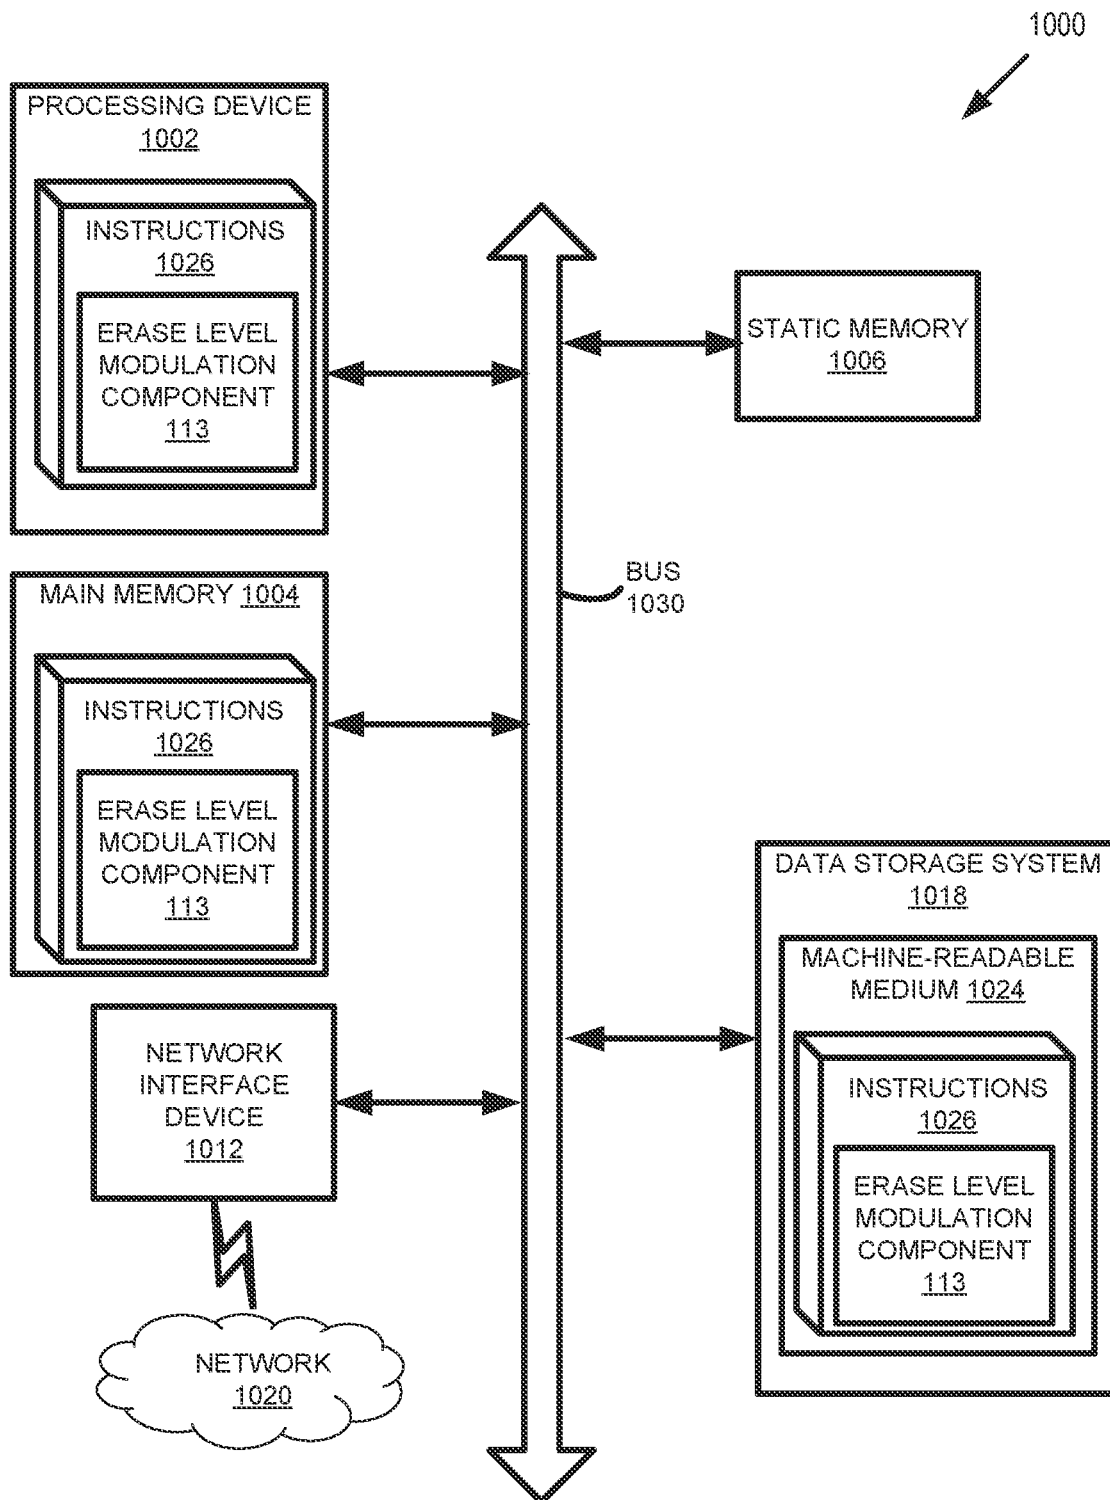 1000
PROCESSING DEVICE
1002
INSTRUCTIONS
1026
ERASE LEVEL
MODULATION
COMPONENT
113
STATIC MEMORY
1006
BUS
1030
MAIN MEMORY 1004
INSTRUCTIONS
1026
ERASE LEVEL
MODULATION
COMPONENT
113
DATA STORAGE SYSTEM
1018
MACHINE-READABLE
MEDIUM 1024
INSTRUCTIONS
1026
ERASE LEVEL
MODULATION
COMPONENT
113
NETWORK
INTERFACE
DEVICE
1012
NETWORK
1020